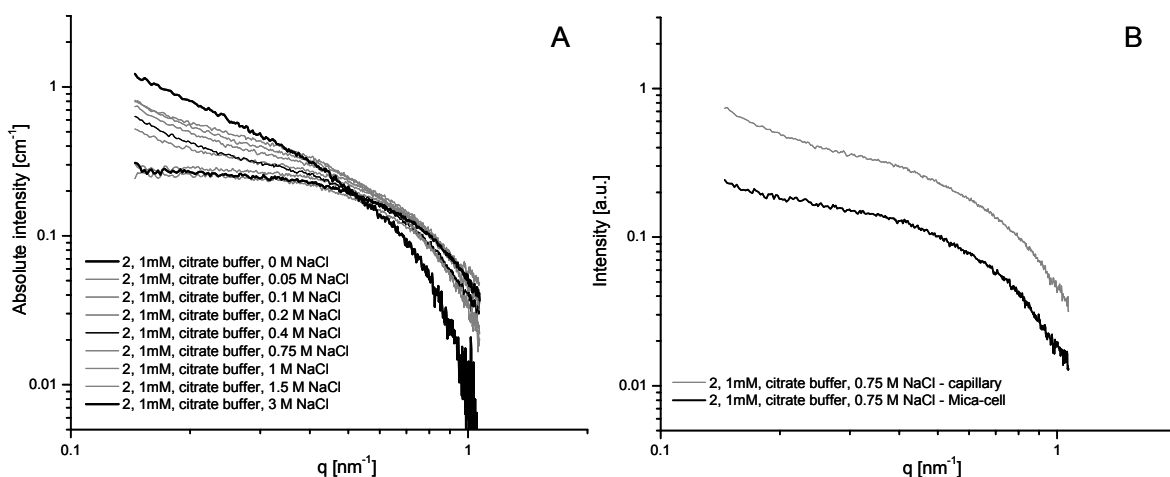 A
Absolute intensity [cm⁻¹]
1
0.1
0.01
2, 1mM, citrate buffer, 0 M NaCl
2, 1mM, citrate buffer, 0.05 M NaCl
2, 1mM, citrate buffer, 0.1 M NaCl
2, 1mM, citrate buffer, 0.2 M NaCl
2, 1mM, citrate buffer, 0.4 M NaCl
2, 1mM, citrate buffer, 0.75 M NaCl
2, 1mM, citrate buffer, 1 M NaCl
2, 1mM, citrate buffer, 1.5 M NaCl
2, 1mM, citrate buffer, 3 M NaCl
0.1 1
q [nm⁻¹]
B
Intensity [a.u.]
1
0.1
0.01
2, 1mM, citrate buffer, 0.75 M NaCl - capillary
2, 1mM, citrate buffer, 0.75 M NaCl - Mica-cell
0.1 1
q [nm⁻¹]